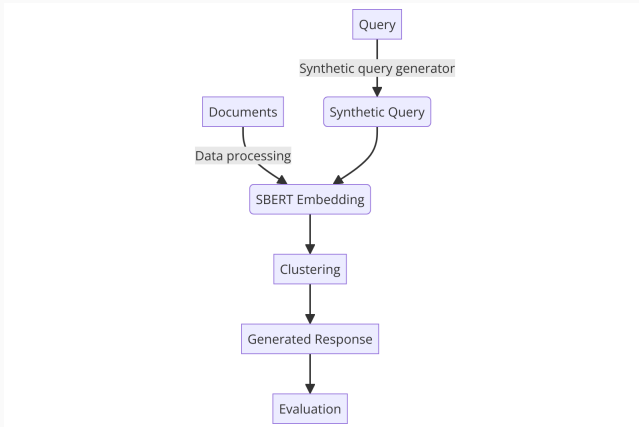 Query
Synthetic query generator
Documents
Synthetic Query
Data processing
SBERT Embedding
Clustering
Generated Response
Evaluation